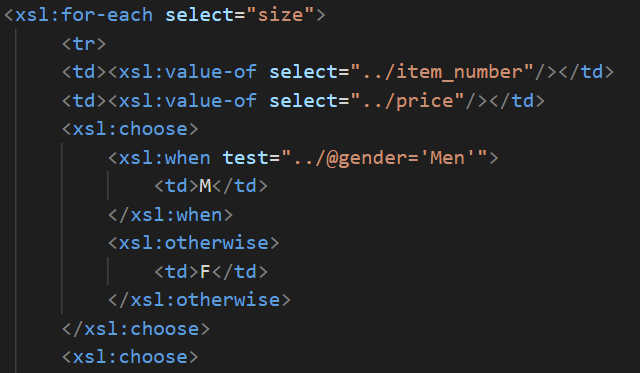 <xsl:for-each select="size">
<tr>
<td><xsl:value-of select="../item_number"/></td>
<td><xsl:value-of select="../price"/></td>
<xsl:choose>
<xsl:when test="../@gender='Men'">
<td>M</td>
</xsl:when>
<xsl:otherwise>
<td>F</td>
</xsl:otherwise>
</xsl:choose>
<xsl:choose>